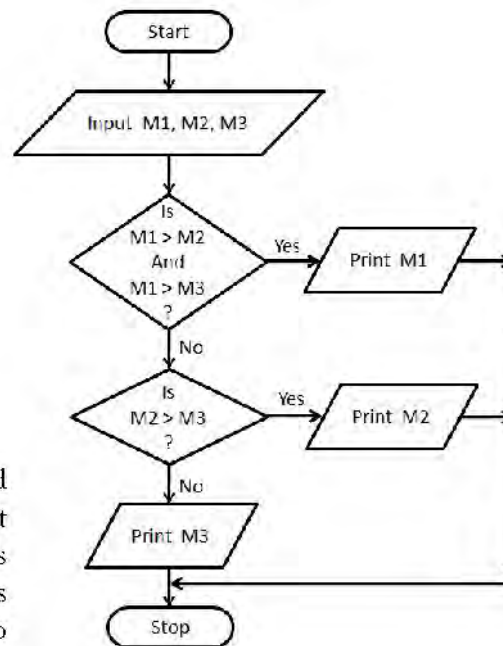 Start
Input M1, M2, M3
Is
M1 > M2
And
M1 > M3
?
Yes
Print M1
No
Is
M2 > M3
?
Yes
Print M2
No
Print M3
Stop